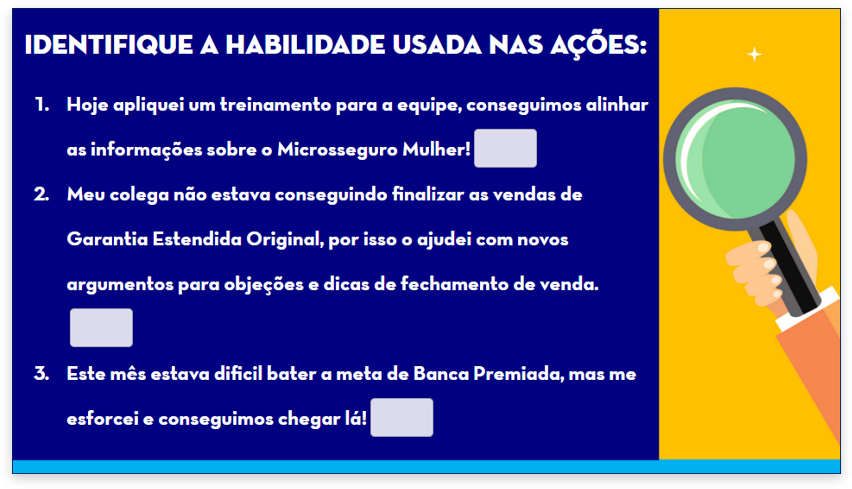 IDENTIFIQUE A HABILIDADE USADA NAS AÇÕES:
1. Hoje apliquei um treinamento para a equipe, conseguimos alinhar
as informações sobre o Microsseguro Mulher!
2. Meu colega não estava conseguindo finalizar as vendas de
Garantia Estendida Original, por isso o ajudei com novos
argumentos para objeções e dicas de fechamento de venda.
3. Este mês estava dificil bater a meta de Banca Premiada, mas me
esforcei e conseguimos chegar lá!